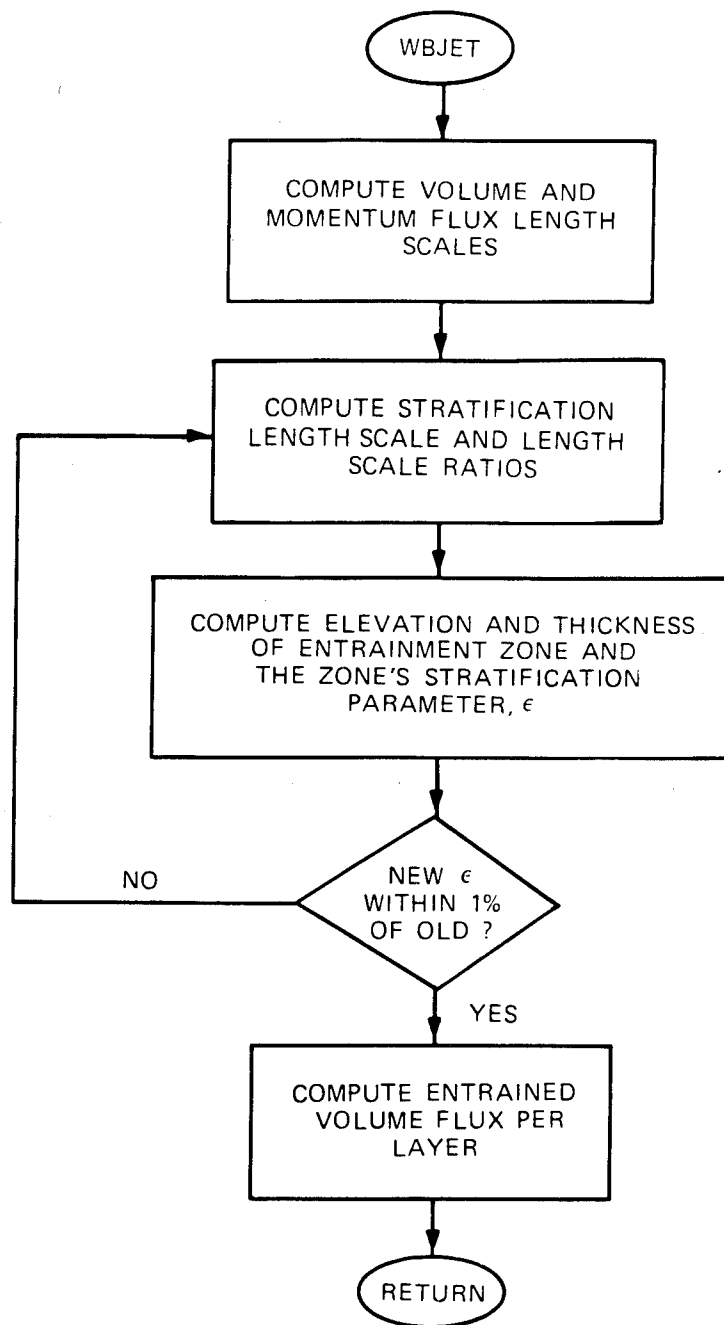 WBJET
COMPUTE VOLUME AND
MOMENTUM FLUX LENGTH
SCALES
COMPUTE STRATIFICATION
LENGTH SCALE AND LENGTH
SCALE RATIOS
COMPUTE ELEVATION AND THICKNESS
OF ENTRAINMENT ZONE AND
THE ZONE'S STRATIFICATION
PARAMETER, ϵ
NO
NEW ϵ
WITHIN 1%
OF OLD ?
YES
COMPUTE ENTRAINED
VOLUME FLUX PER
LAYER
RETURN